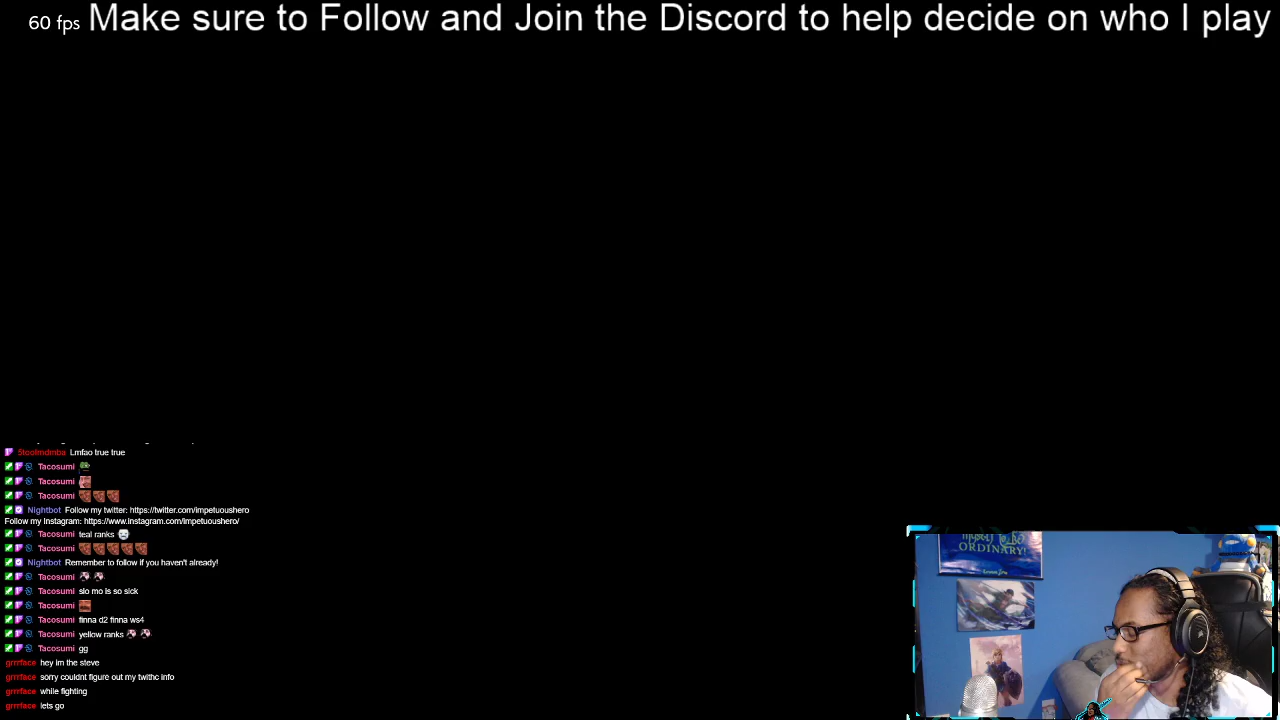 60 fps Make sure to Follow and Join the Discord to help decide on who I play
5toolmdmba Lmfao true true
Tacosumi
Tacosumi
Tacosumi
Nightbot Follow my twitter: https://twitter.com/impetuoushero
Follow my Instagram: https://www.instagram.com/impetuoushero/
Tacosumi teal ranks
Tacosumi
Nightbot Remember to follow if you haven't already!
Tacosumi
Tacosumi slo mo is so sick
Tacosumi
Tacosumi finna d2 finna ws4
Tacosumi yellow ranks
Tacosumi gg
grrrface hey im the steve
grrrface sorry couldnt figure out my twithc info
grrrface while fighting
grrrface lets go
myself to be
ORDINARY!